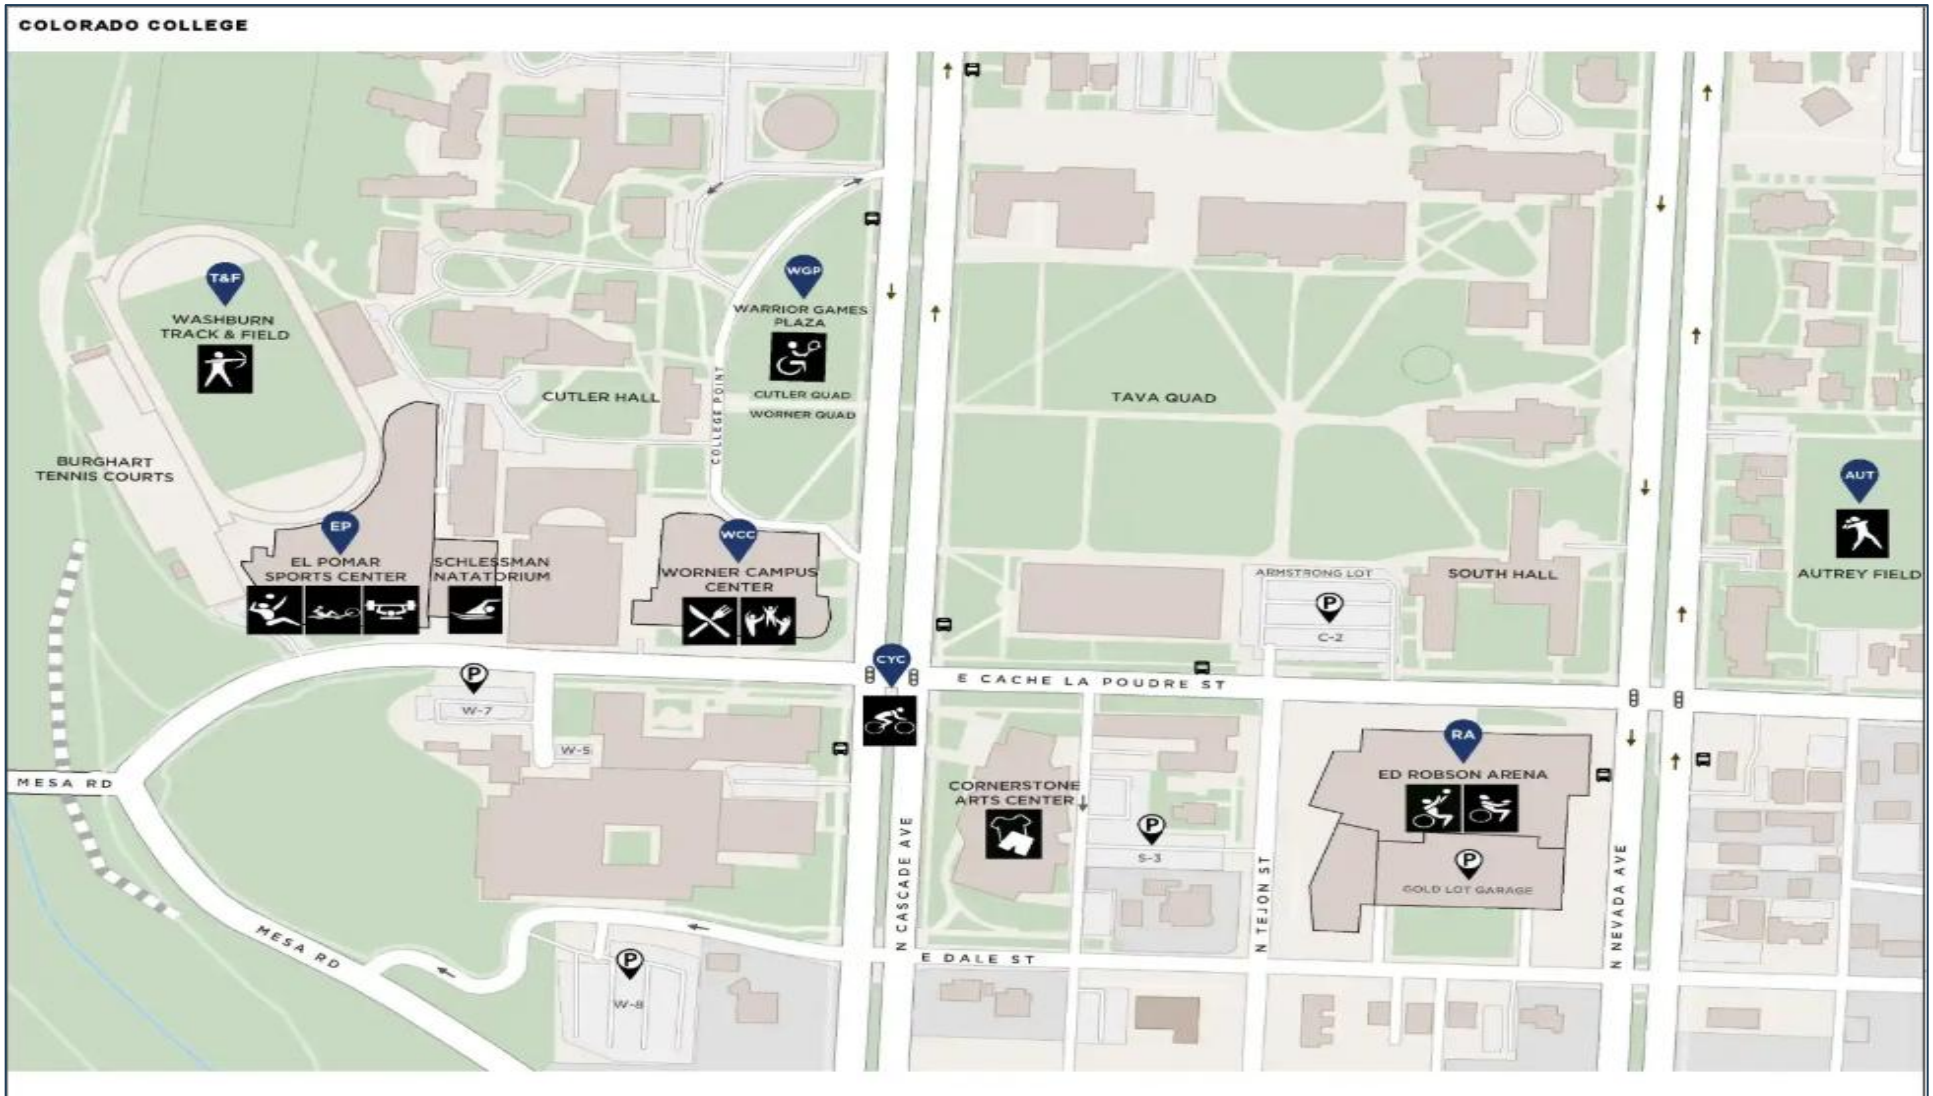 COLORADO COLLEGE
T&F
WASHBURN
TRACK & FIELD
WGP
WARRIOR GAMES
PLAZA
CUTLER QUAD
WORNER QUAD
COLLEGE POINT
CUTLER HALL
TAVA QUAD
BURGHART
TENNIS COURTS
AUT
AUTREY FIELD
EP
EL POMAR
SPORTS CENTER
SCHLESSMAN
NATATORIUM
WCC
WORNER CAMPUS
CENTER
ARMSTRONG LOT
P
C-2
SOUTH HALL
CYC
E CACHE LA POUDRE ST
P
W-7
W-5
MESA RD
CORNERSTONE
ARTS CENTER
P
S-3
RA
ED ROBSON ARENA
P
GOLD LOT GARAGE
N CASCADE AVE
N TEJON ST
N NEVADA AVE
MESA RD
E DALE ST
P
W-8